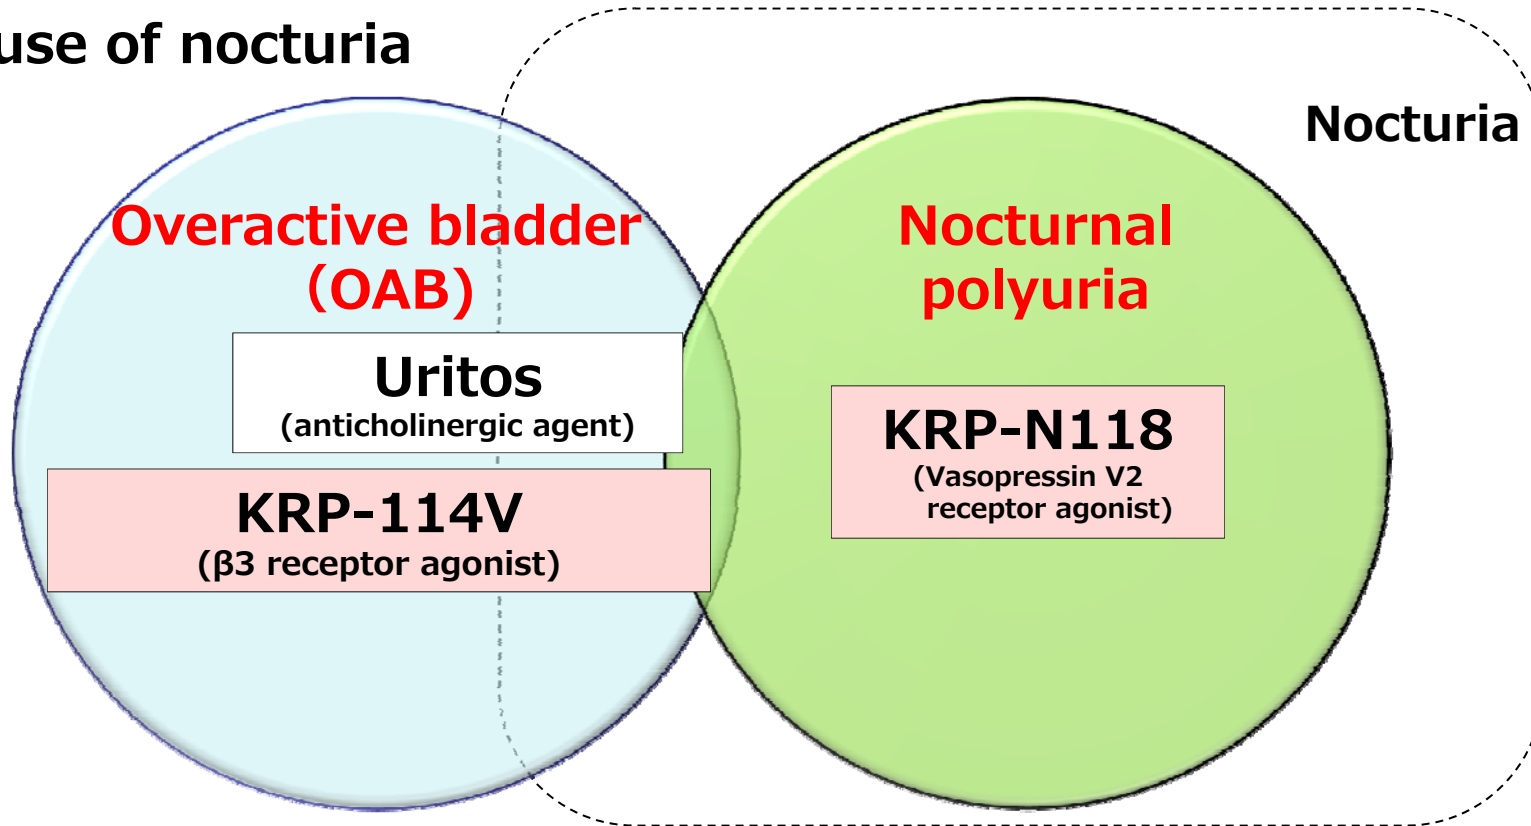 use of nocturia
Nocturia
Overactive bladder
（OAB）
Uritos
(anticholinergic agent)
KRP-114V
(β3 receptor agonist)
Nocturnal
polyuria
KRP-N118
(Vasopressin V2
receptor agonist)